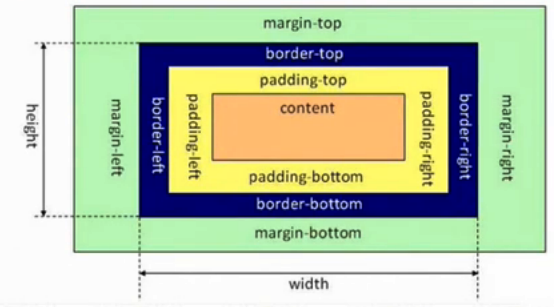 margin-top
border-top
padding-top
content
height
margin-left
border-left
padding-left
padding-right
border-right
margin-right
padding-bottom
border-bottom
margin-bottom
width